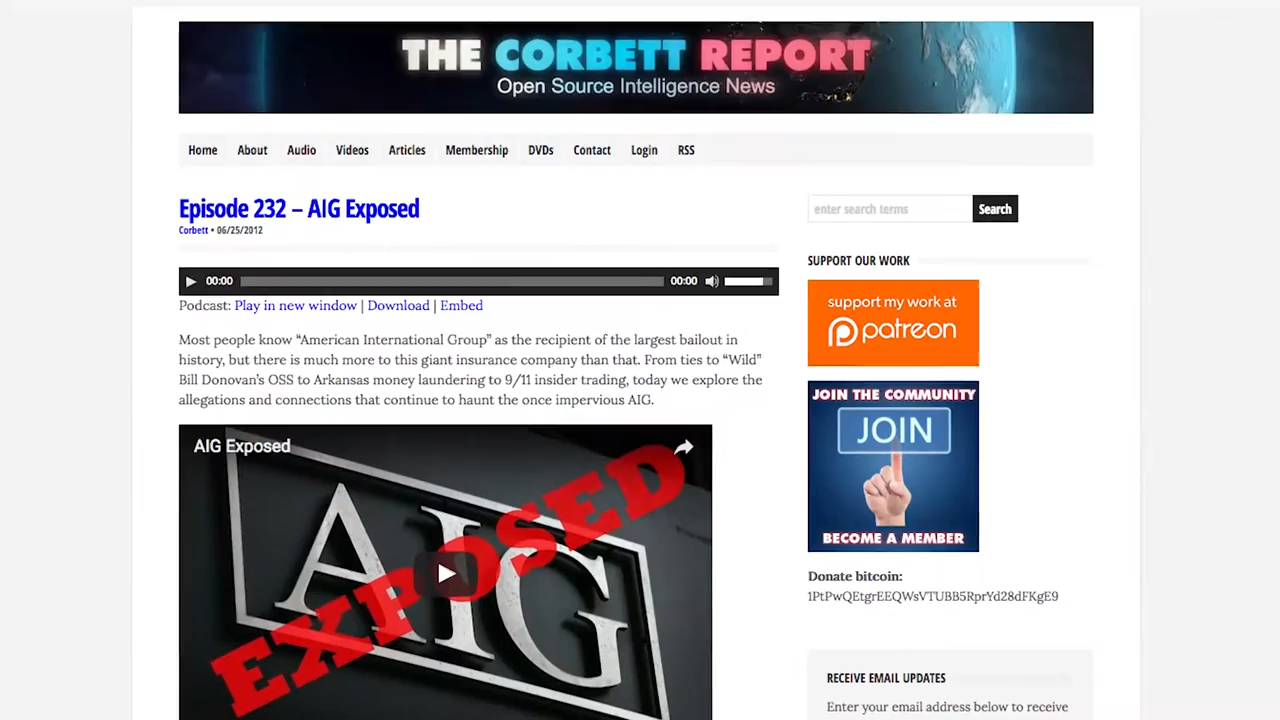 THE CORBETT REPORT
Open Source Intelligence News
Home About Audio Videos Articles Membership DVDs Contact Login RSS
Episode 232 – AIG Exposed
Corbett • 06/25/2012
00:00 00:00
Podcast: Play in new window | Download | Embed
Most people know “American International Group” as the recipient of the largest bailout in
history, but there is much more to this giant insurance company than that. From ties to “Wild”
Bill Donovan’s OSS to Arkansas money laundering to 9/11 insider trading, today we explore the
allegations and connections that continue to haunt the once impervious AIG.
AIG Exposed
AIG
EXPOSED
enter search terms Search
SUPPORT OUR WORK
support my work at
patreon
JOIN THE COMMUNITY
JOIN
BECOME A MEMBER
Donate bitcoin:
1PtPwQEtgrEEQWsVTUBB5RprYd28dFKgE9
RECEIVE EMAIL UPDATES
Enter your email address below to receive